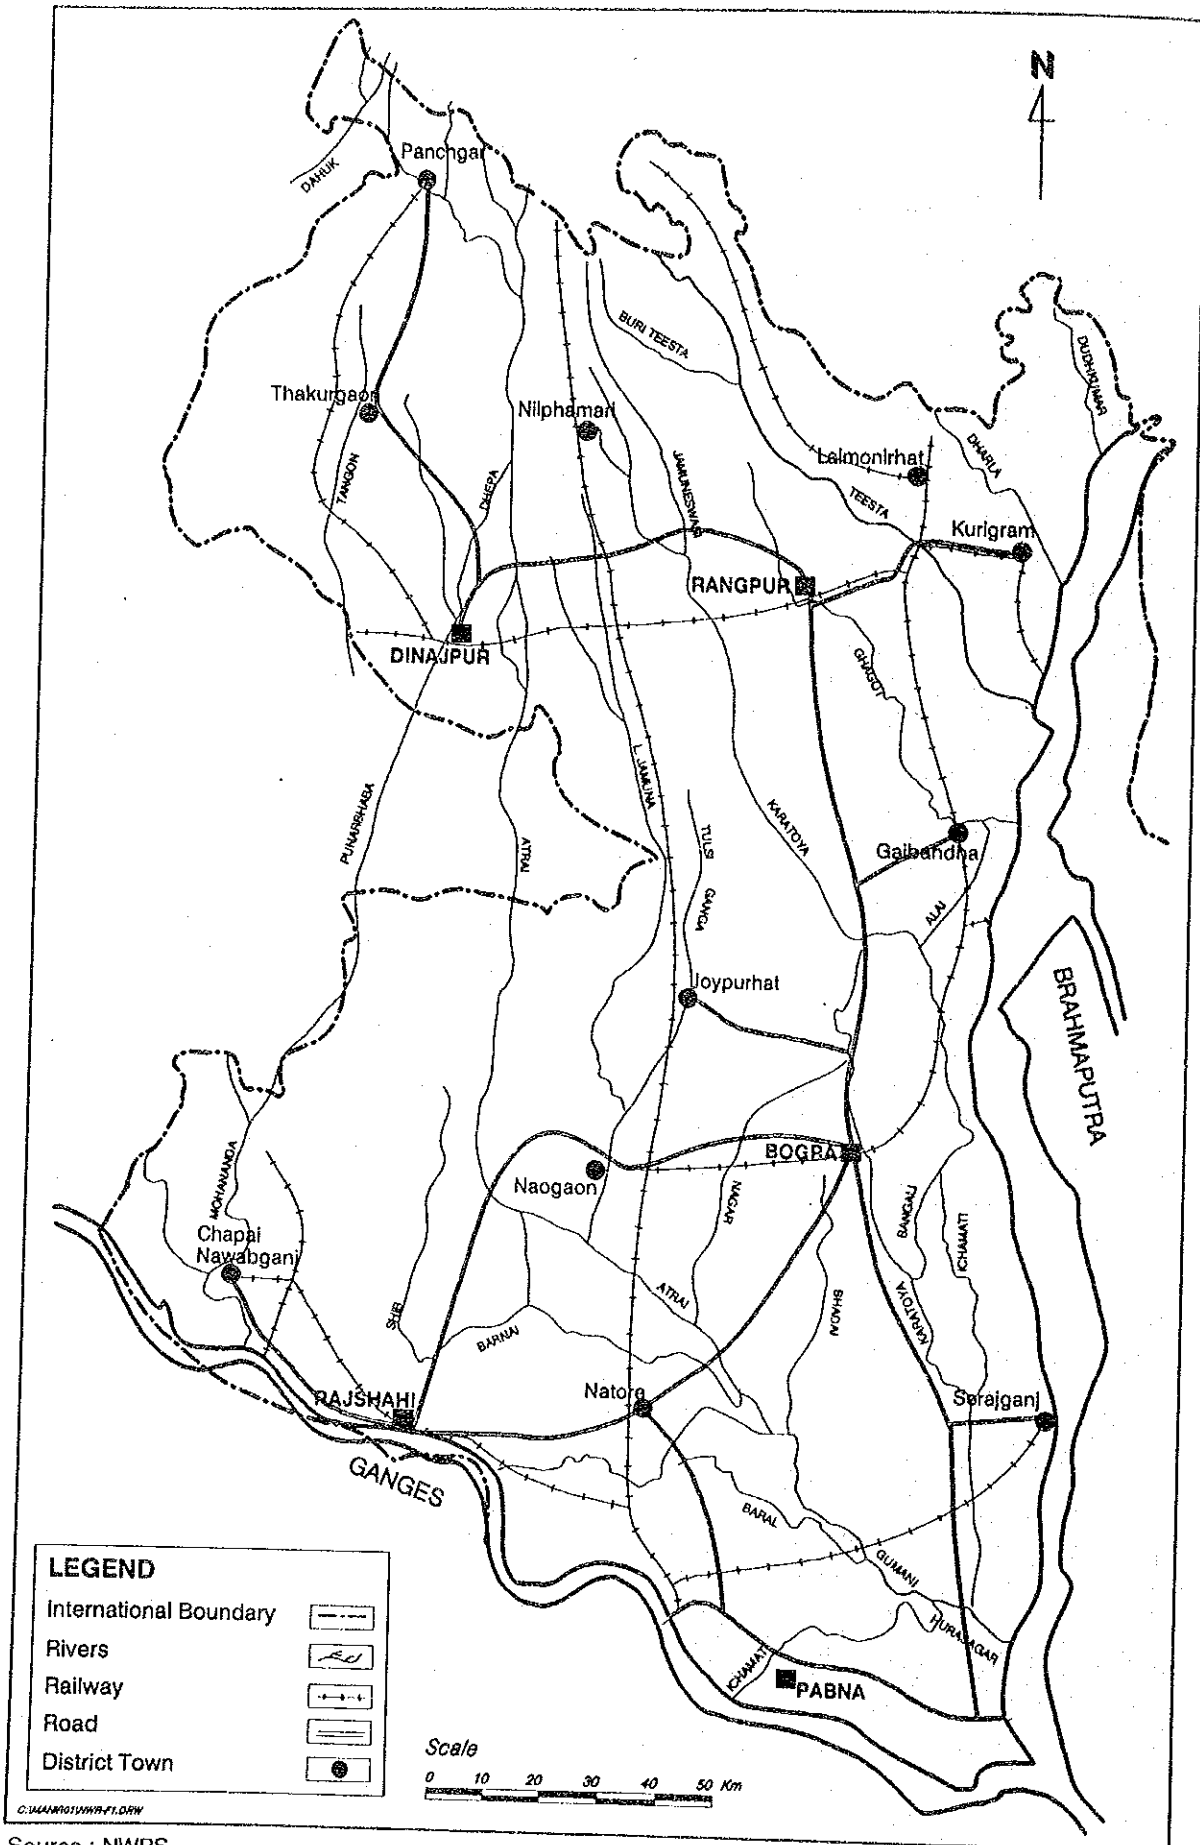 N
Panchgar
DAHUK
BURI TEESTA
DUDHKUMAR
Thakurgaon
Nilphamari
DHARLA
Lalmonirhat
TANGON
DHEPA
JAMUNESWARI
TEESTA
Kurigram
RANGPUR
DINAJPUR
GHAGOT
PUNARBHABA
L. JAMUNA
ATRAI
TULSI
GANGA
KARATOYA
Gaibandha
ALAI
Joypurhat
BRAHMAPUTRA
MOHANANDA
BOGRA
Naogaon
NAGAR
BANGALI
ICHAMATI
Chapai
Nawabganj
ATRAI
SHIB
BARNAI
BHADAI
KARATOYA
RAJSHAHI
Natore
Serajganj
GANGES
BARAL
GUMANI
HURASAGAR
ICHAMATI
PABNA
LEGEND
International Boundary
Rivers
Railway
Road
District Town
Scale
0 10 20 30 40 50 Km
Source : NWPS